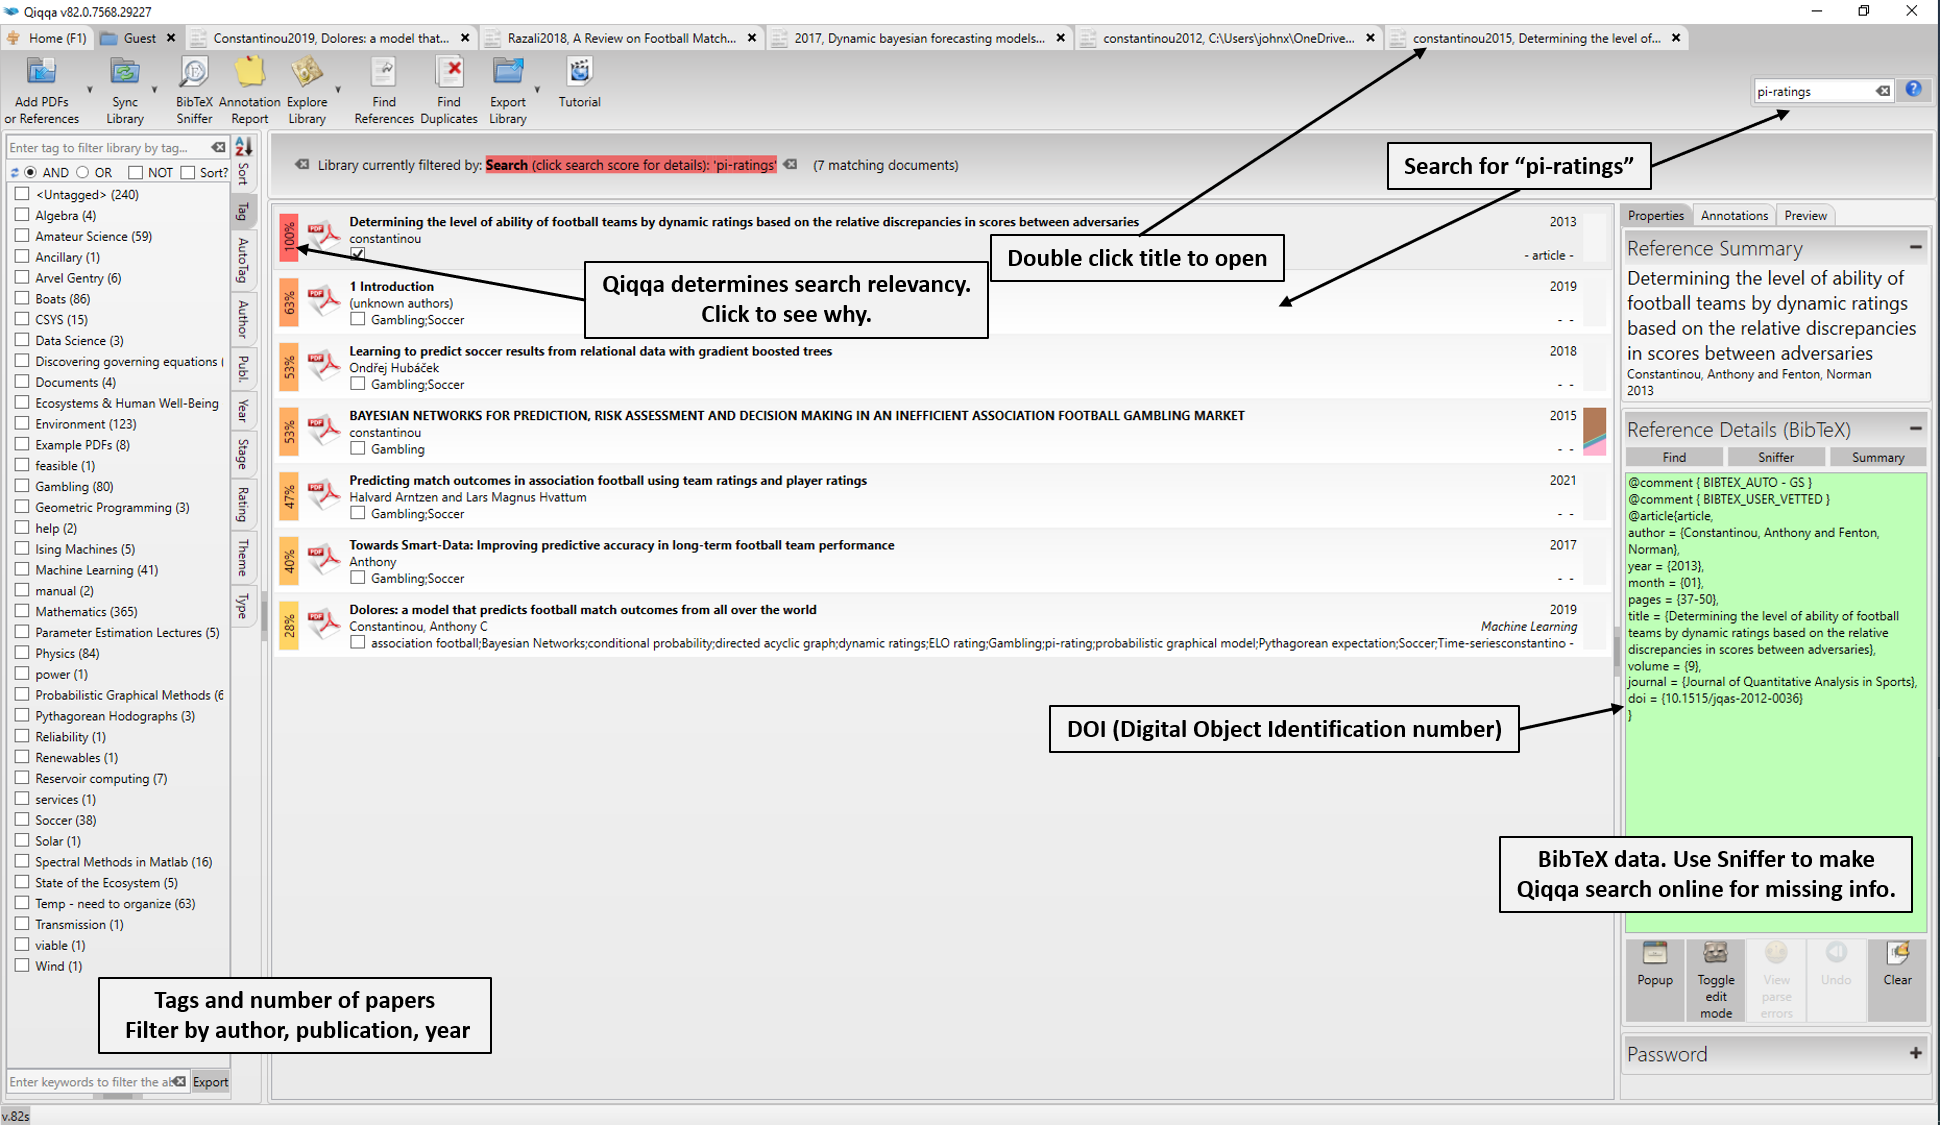 Qiqqa v82.0.7568.29227
Home (F1)
Guest
Constantinou2019, Dolores: a model that...
Razali2018, A Review on Football Match...
2017, Dynamic bayesian forecasting models...
constantinou2012, C:\Users\johnx\OneDrive...
constantinou2015, Determining the level of...
Add PDFs
or References
Sync
Library
BibTeX
Sniffer
Annotation
Report
Explore
Library
Find
References
Find
Duplicates
Export
Library
Tutorial
pi-ratings
Enter tag to filter library by tag...
AND
OR
NOT
Sort?
<Untagged> (240)
Algebra (4)
Amateur Science (59)
Ancillary (1)
Arvel Gentry (6)
Boats (86)
CSYS (15)
Data Science (3)
Discovering governing equations (
Documents (4)
Ecosystems & Human Well-Being
Environment (123)
Example PDFs (8)
feasible (1)
Gambling (80)
Geometric Programming (3)
help (2)
Ising Machines (5)
Machine Learning (41)
manual (2)
Mathematics (365)
Parameter Estimation Lectures (5)
Physics (84)
power (1)
Probabilistic Graphical Methods (6
Pythagorean Hodographs (3)
Reliability (1)
Renewables (1)
Reservoir computing (7)
services (1)
Soccer (38)
Solar (1)
Spectral Methods in Matlab (16)
State of the Ecosystem (5)
Temp - need to organize (63)
Transmission (1)
viable (1)
Wind (1)
Tags and number of papers
Filter by author, publication, year
Enter keywords to filter the al
Export
v.82s
Sort
Tag
AutoTag
Author
Publ.
Year
Stage
Rating
Theme
Type
Library currently filtered by: Search (click search score for details): 'pi-ratings' (7 matching documents)
Search for “pi-ratings”
100%
Determining the level of ability of football teams by dynamic ratings based on the relative discrepancies in scores between adversaries
2013
constantinou
- article -
Double click title to open
Qiqqa determines search relevancy.
Click to see why.
63%
1 Introduction
2019
(unknown authors)
Gambling;Soccer
- -
53%
Learning to predict soccer results from relational data with gradient boosted trees
2018
Ondřej Hubáček
Gambling;Soccer
- -
53%
BAYESIAN NETWORKS FOR PREDICTION, RISK ASSESSMENT AND DECISION MAKING IN AN INEFFICIENT ASSOCIATION FOOTBALL GAMBLING MARKET
2015
constantinou
Gambling
- -
47%
Predicting match outcomes in association football using team ratings and player ratings
2021
Halvard Arntzen and Lars Magnus Hvattum
Gambling;Soccer
- -
40%
Towards Smart-Data: Improving predictive accuracy in long-term football team performance
2017
Anthony
Gambling;Soccer
- -
28%
Dolores: a model that predicts football match outcomes from all over the world
2019
Constantinou, Anthony C
Machine Learning
association football;Bayesian Networks;conditional probability;directed acyclic graph;dynamic ratings;ELO rating;Gambling;pi-rating;probabilistic graphical model;Pythagorean expectation;Soccer;Time-seriesconstantino -
DOI (Digital Object Identification number)
Properties
Annotations
Preview
Reference Summary
Determining the level of ability of
football teams by dynamic ratings
based on the relative discrepancies
in scores between adversaries
Constantinou, Anthony and Fenton, Norman
2013
Reference Details (BibTeX)
Find
Sniffer
Summary
@comment { BIBTEX_AUTO - GS }
@comment { BIBTEX_USER_VETTED }
@article{article,
author = {Constantinou, Anthony and Fenton,
Norman},
year = {2013},
month = {01},
pages = {37-50},
title = {Determining the level of ability of football
teams by dynamic ratings based on the relative
discrepancies in scores between adversaries},
volume = {9},
journal = {Journal of Quantitative Analysis in Sports},
doi = {10.1515/jqas-2012-0036}
}
BibTeX data. Use Sniffer to make
Qiqqa search online for missing info.
Popup
Toggle
edit
mode
View
parse
errors
Undo
Clear
Password